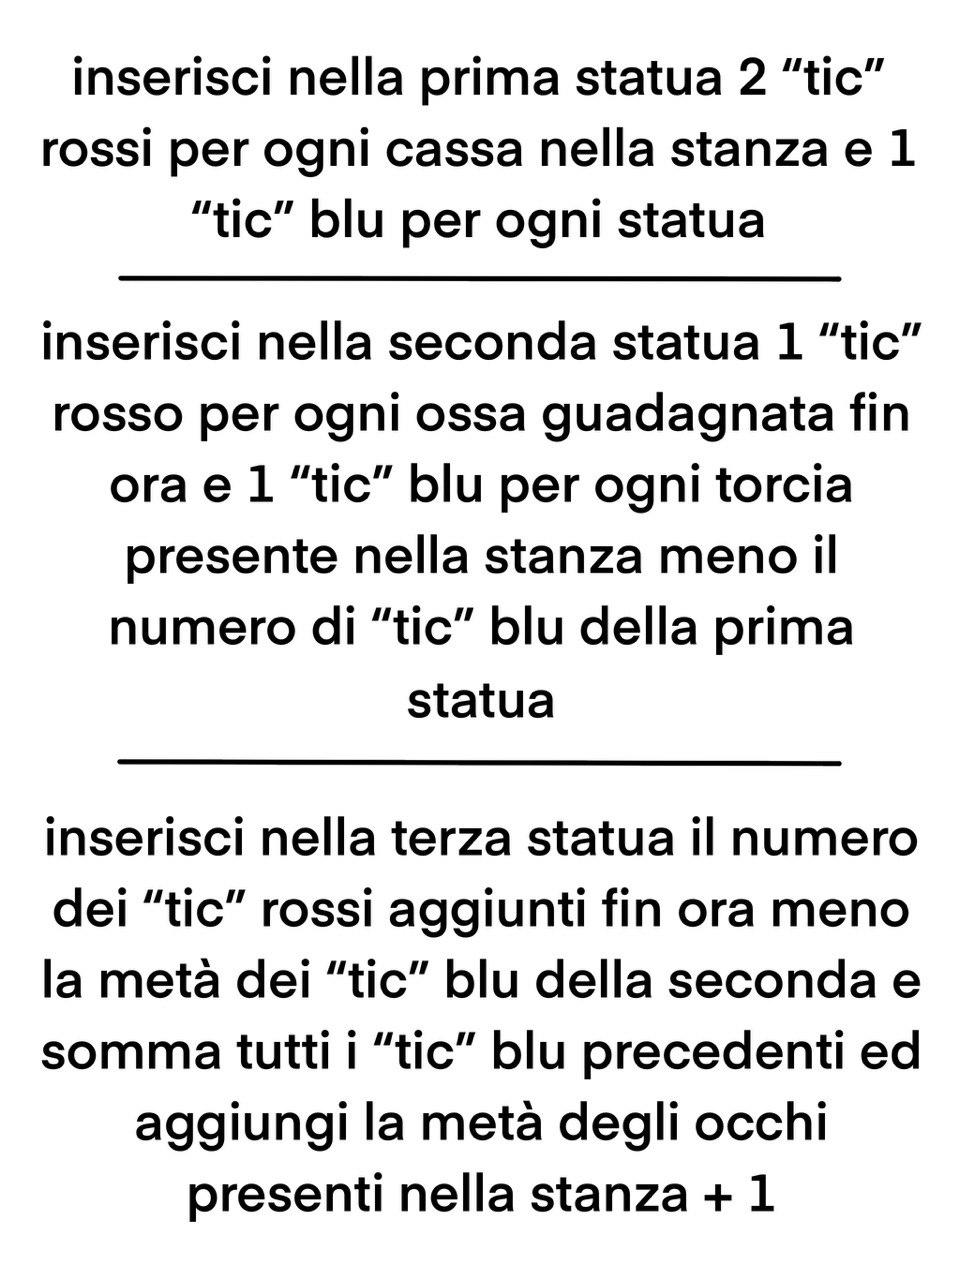 inserisci nella prima statua 2 “tic”
rossi per ogni cassa nella stanza e 1
“tic” blu per ogni statua
inserisci nella seconda statua 1 “tic”
rosso per ogni ossa guadagnata fin
ora e 1 “tic” blu per ogni torcia
presente nella stanza meno il
numero di “tic” blu della prima
statua
inserisci nella terza statua il numero
dei “tic” rossi aggiunti fin ora meno
la metà dei “tic” blu della seconda e
somma tutti i “tic” blu precedenti ed
aggiungi la metà degli occhi
presenti nella stanza + 1